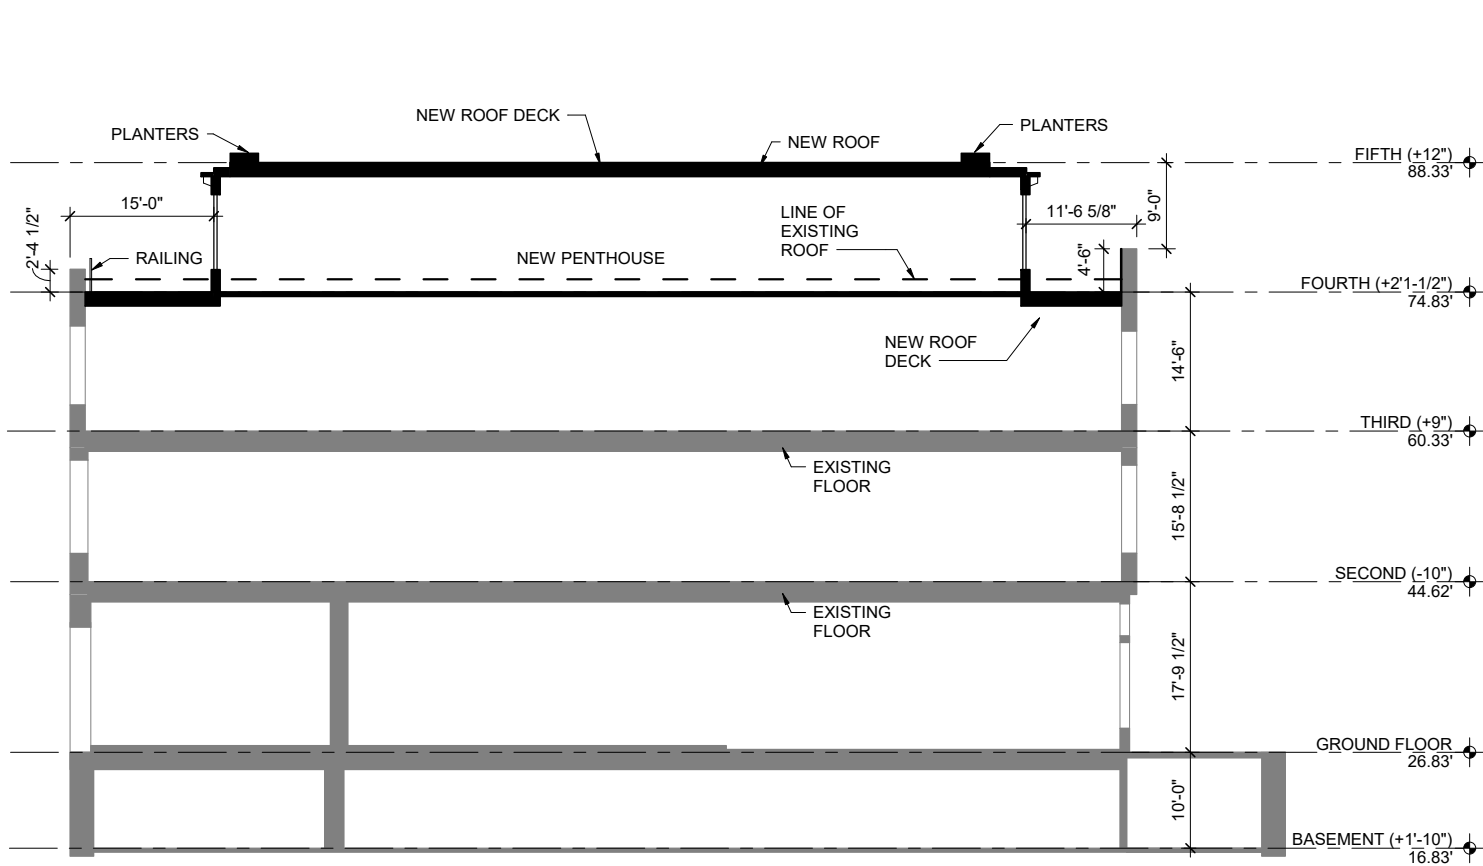 NEW ROOF DECK
PLANTERS
PLANTERS
NEW ROOF
FIFTH (+12")
88.33'
15'-0"
11'-6 5/8"
9'-0"
LINE OF
EXISTING
ROOF
2'-4 1/2"
RAILING
NEW PENTHOUSE
4'-6"
FOURTH (+2'1-1/2")
74.83'
NEW ROOF
DECK
14'-6"
THIRD (+9")
60.33'
EXISTING
FLOOR
15'-8 1/2"
SECOND (-10")
44.62'
EXISTING
FLOOR
17'-9 1/2"
GROUND FLOOR
26.83'
10'-0"
BASEMENT (+1'-10")
16.83'